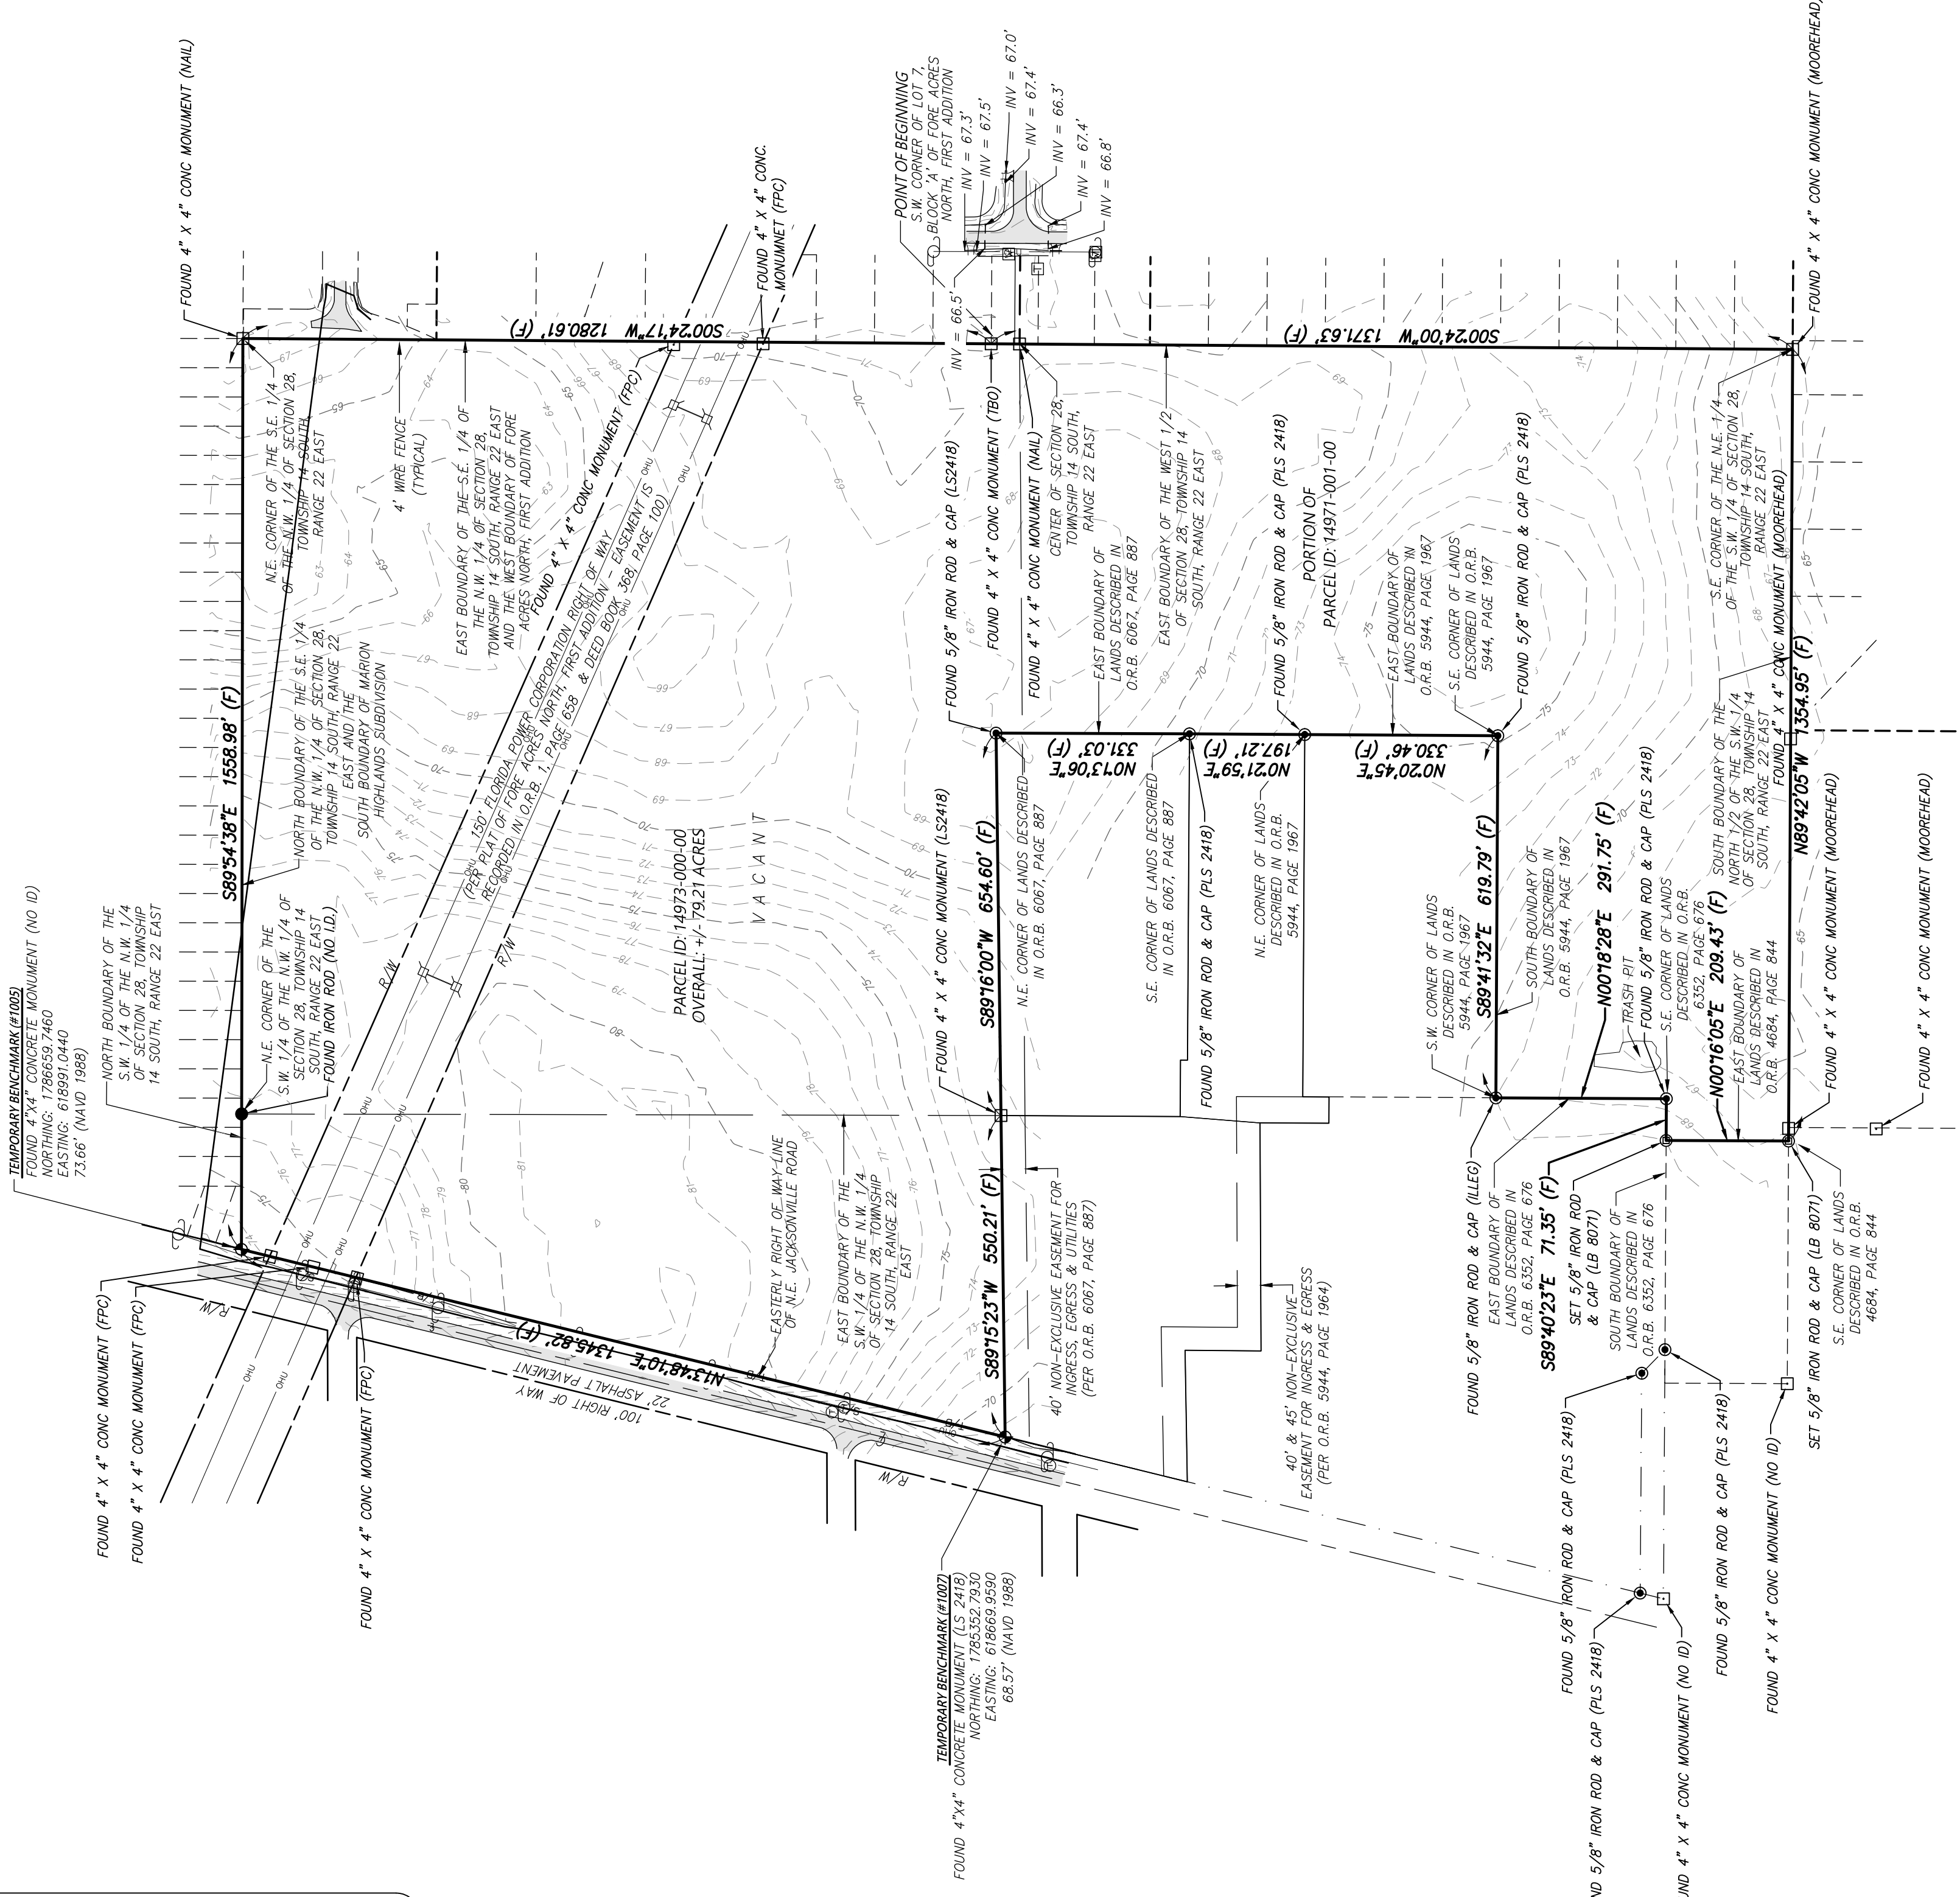 TEMPORARY BENCHMARK (#1005)
FOUND 4"X4" CONCRETE MONUMENT (NO ID)
NORTHING: 1786659.7460
EASTING: 618991.0440
73.66' (NAVD 1988)
NORTH BOUNDARY OF THE
S.W. 1/4 OF THE N.W. 1/4
OF SECTION 28, TOWNSHIP
14 SOUTH, RANGE 22 EAST
FOUND 4" X 4" CONC MONUMENT (NAIL)
S89°54'38"E 1558.98' (F)
N.E. CORNER OF THE
S.W. 1/4 OF THE N.W. 1/4 OF
SECTION 28, TOWNSHIP 14
SOUTH, RANGE 22 EAST
FOUND IRON ROD (NO. I.D.)
NORTH BOUNDARY OF THE S.E. 1/4
OF THE N.W. 1/4 OF SECTION 28,
TOWNSHIP 14 SOUTH, RANGE 22
EAST AND THE
SOUTH BOUNDARY OF MARION
HIGHLANDS SUBDIVISION
N.E. CORNER OF THE S.E. 1/4
OF THE N.W. 1/4 OF SECTION 28,
TOWNSHIP 14 SOUTH,
RANGE 22 EAST
4' WIRE FENCE
(TYPICAL)
EAST BOUNDARY OF THE S.E. 1/4 OF
THE N.W. 1/4 OF SECTION 28,
TOWNSHIP 14 SOUTH, RANGE 22 EAST
AND THE WEST BOUNDARY OF FORE
ACRES NORTH, FIRST ADDITION
S00°24'17"W 1280.61' (F)
FOUND 4" X 4" CONC MONUMENT (FPC)
FOUND 4" X 4" CONC.
MONUMNET (FPC)
150' FLORIDA POWER CORPORATION RIGHT OF WAY
(PER PLAT OF FORE ACRES NORTH, FIRST ADDITION - EASEMENT IS
RECORDED IN O.R.B. 1, PAGE 658 & DEED BOOK 368, PAGE 100)
R/W
R/W
OHU
OHU
OHU
OHU
FOUND 4" X 4" CONC MONUMENT (FPC)
FOUND 4" X 4" CONC MONUMENT (FPC)
FOUND 4" X 4" CONC MONUMENT (FPC)
R/W
PARCEL ID: 14973-000-00
OVERALL: +/- 79.21 ACRES
VACANT
N13°48'10"E 1345.82' (F)
22' ASPHALT PAVEMENT
100' RIGHT OF WAY
R/W
EASTERLY RIGHT OF WAY LINE
OF N.E. JACKSONVILLE ROAD
EAST BOUNDARY OF THE
S.W. 1/4 OF THE N.W. 1/4
OF SECTION 28, TOWNSHIP
14 SOUTH, RANGE 22
EAST
POINT OF BEGINNING
S.W. CORNER OF LOT 7,
BLOCK 'A' OF FORE ACRES
NORTH, FIRST ADDITION
INV = 67.3'
INV = 67.5'
INV = 67.0'
INV = 67.4'
INV = 66.3'
INV = 67.4'
INV = 66.8'
INV = 66.5'
FOUND 5/8" IRON ROD & CAP (LS2418)
FOUND 4" X 4" CONC MONUMENT (TBO)
FOUND 4" X 4" CONC MONUMENT (NAIL)
CENTER OF SECTION 28,
TOWNSHIP 14 SOUTH,
RANGE 22 EAST
S00°24'00"W 1371.63' (F)
FOUND 4" X 4" CONC MONUMENT (LS2418)
S89°16'00"W 654.60' (F)
S89°15'23"W 550.21' (F)
TEMPORARY BENCHMARK (#1007)
FOUND 4"X4" CONCRETE MONUMENT (LS 2418)
NORTHING: 1785352.7930
EASTING: 618669.9590
68.57' (NAVD 1988)
40' NON-EXCLUSIVE EASEMENT FOR
INGRESS, EGRESS & UTILITIES
(PER O.R.B. 6067, PAGE 887)
N.E. CORNER OF LANDS DESCRIBED
IN O.R.B. 6067, PAGE 887
N0°13'06"E
331.03' (F)
EAST BOUNDARY OF
LANDS DESCRIBED IN
O.R.B. 6067, PAGE 887
EAST BOUNDARY OF THE WEST 1/2
OF SECTION 28, TOWNSHIP 14
SOUTH, RANGE 22 EAST
S.E. CORNER OF LANDS DESCRIBED
IN O.R.B. 6067, PAGE 887
FOUND 5/8" IRON ROD & CAP (PLS 2418)
N0°21'59"E
197.21' (F)
N.E. CORNER OF LANDS
DESCRIBED IN O.R.B.
5944, PAGE 1967
FOUND 5/8" IRON ROD & CAP (PLS 2418)
PORTION OF
PARCEL ID: 14971-001-00
N0°20'45"E
330.46' (F)
EAST BOUNDARY OF
LANDS DESCRIBED IN
O.R.B. 5944, PAGE 1967
S.E. CORNER OF LANDS
DESCRIBED IN O.R.B.
5944, PAGE 1967
FOUND 5/8" IRON ROD & CAP (PLS 2418)
40' & 45' NON-EXCLUSIVE
EASEMENT FOR INGRESS & EGRESS
(PER O.R.B. 5944, PAGE 1964)
S.W. CORNER OF LANDS
DESCRIBED IN O.R.B.
5944, PAGE 1967
S89°41'32"E 619.79' (F)
SOUTH BOUNDARY OF
LANDS DESCRIBED IN
O.R.B. 5944, PAGE 1967
FOUND 5/8" IRON ROD & CAP (ILLEG)
EAST BOUNDARY OF
LANDS DESCRIBED IN
O.R.B. 6352, PAGE 676
N00°18'28"E 291.75' (F)
TRASH PIT
FOUND 5/8" IRON ROD & CAP (PLS 2418)
S.E. CORNER OF LANDS
DESCRIBED IN O.R.B.
6352, PAGE 676
S89°40'23"E 71.35' (F)
SET 5/8" IRON ROD
& CAP (LB 8071)
SOUTH BOUNDARY OF
LANDS DESCRIBED IN
O.R.B. 6352, PAGE 676
N00°16'05"E 209.43' (F)
EAST BOUNDARY OF
LANDS DESCRIBED IN
O.R.B. 4684, PAGE 844
SOUTH BOUNDARY OF THE
NORTH 1/2 OF THE S.W. 1/4
OF SECTION 28, TOWNSHIP 14
SOUTH, RANGE 22 EAST
S.E. CORNER OF THE N.E. 1/4
OF THE S.W. 1/4 OF SECTION 28,
TOWNSHIP 14 SOUTH,
RANGE 22 EAST
FOUND 4" X 4" CONC MONUMENT (MOOREHEAD)
N89°42'05"W 1354.95' (F)
FOUND 4" X 4" CONC MONUMENT (MOOREHEAD)
FOUND 4" X 4" CONC MONUMENT (MOOREHEAD)
FOUND 4" X 4" CONC MONUMENT (MOOREHEAD)
SET 5/8" IRON ROD & CAP (LB 8071)
S.E. CORNER OF LANDS
DESCRIBED IN O.R.B.
4684, PAGE 844
FOUND 5/8" IRON ROD & CAP (PLS 2418)
ND 5/8" IRON ROD & CAP (PLS 2418)
UND 4" X 4" CONC MONUMENT (NO ID)
FOUND 5/8" IRON ROD & CAP (PLS 2418)
FOUND 4" X 4" CONC MONUMENT (NO ID)